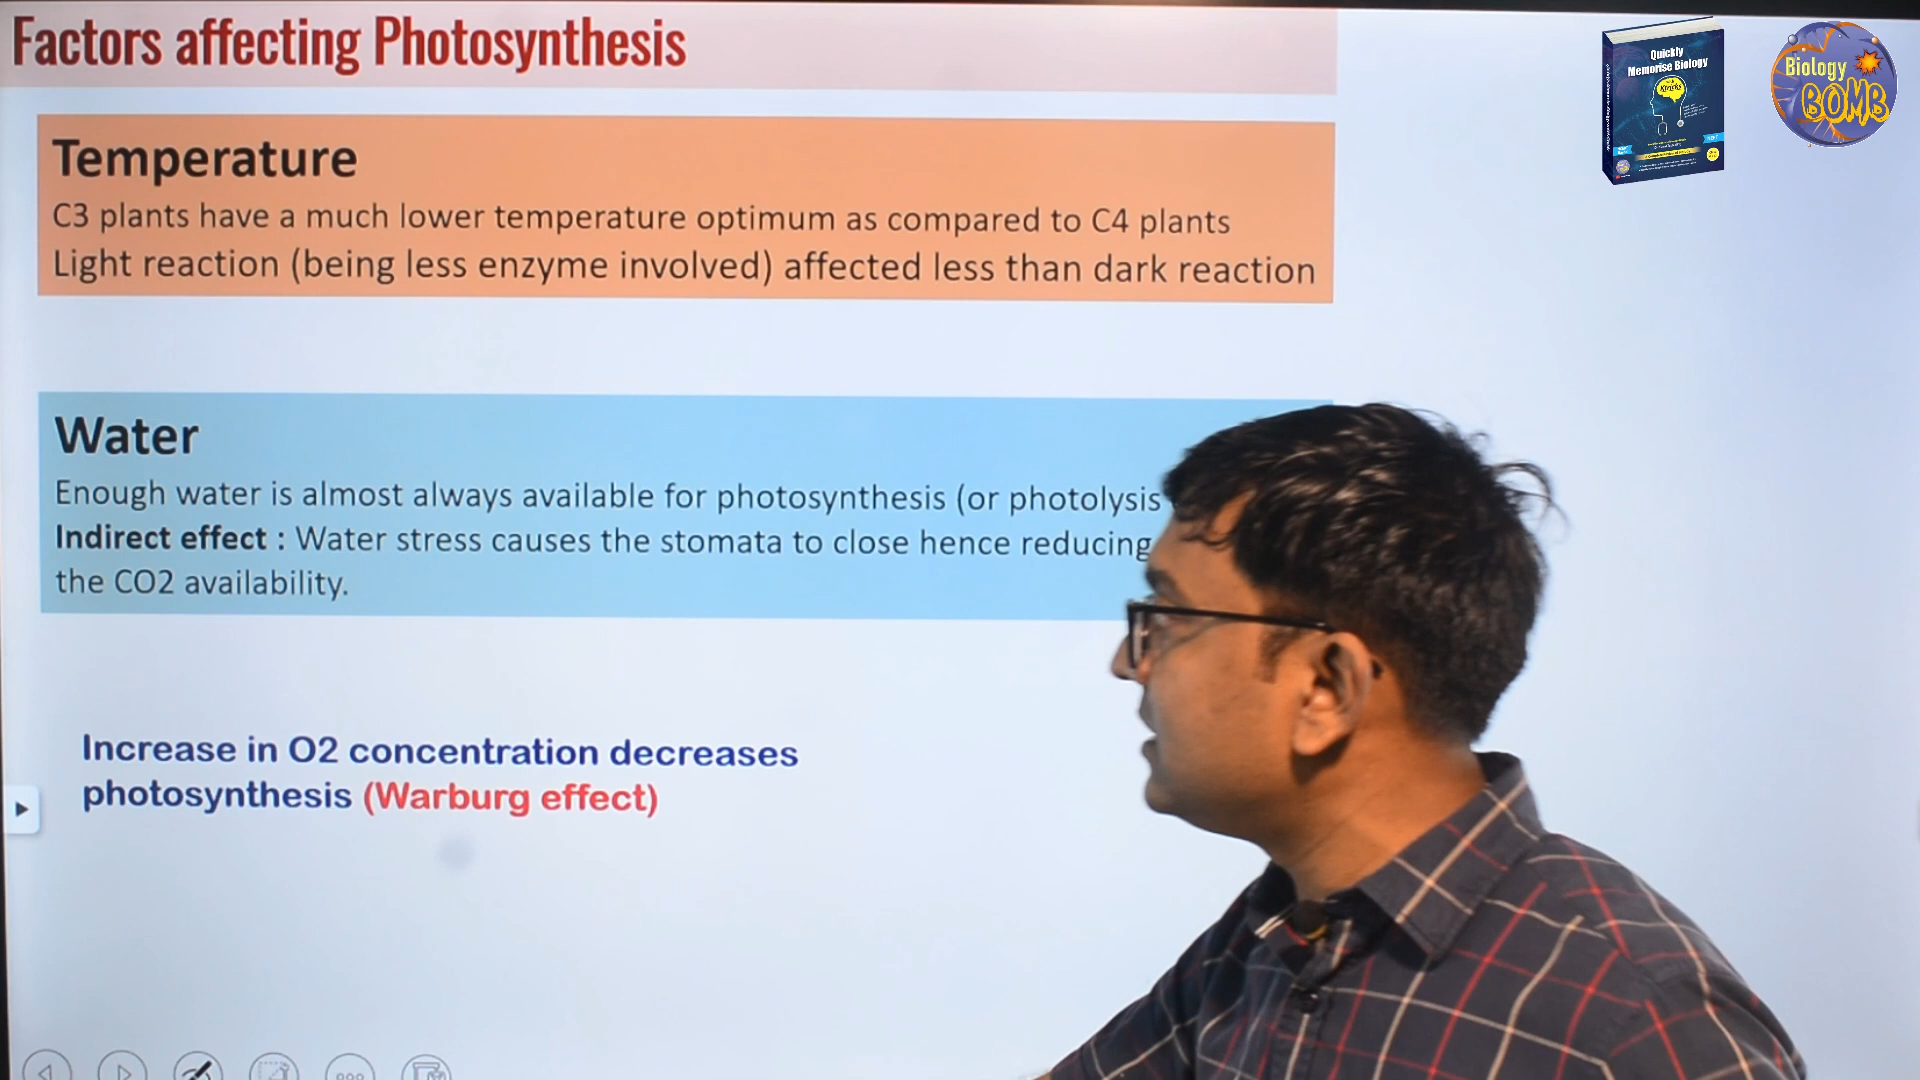 Factors affecting Photosynthesis
Temperature
C3 plants have a much lower temperature optimum as compared to C4 plants
Light reaction (being less enzyme involved) affected less than dark reaction
Water
Enough water is almost always available for photosynthesis (or photolysis
Indirect effect : Water stress causes the stomata to close hence reducing
the CO2 availability.
Increase in O2 concentration decreases
photosynthesis (Warburg effect)
Quickly
Memorise Biology
Biology
BOMB